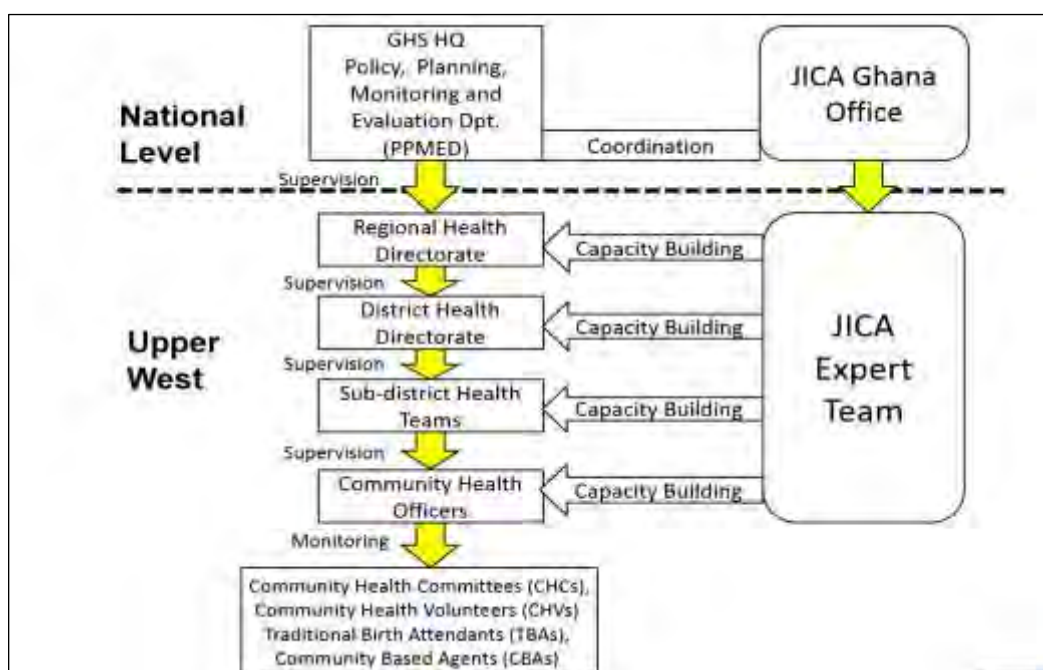 GHS HQ
Policy, Planning,
Monitoring and
Evaluation Dpt.
(PPMED)
JICA Ghana
Office
National
Level
Coordination
Supervision
Regional Health
Directorate
Capacity Building
Supervision
District Health
Directorate
Capacity Building
JICA
Expert
Team
Upper
West
Supervision
Sub-district Health
Teams
Capacity Building
Supervision
Community Health
Officers
Capacity Building
Monitoring
Community Health Committees (CHCs),
Community Health Volunteers (CHVs)
Traditional Birth Attendants (TBAs),
Community Based Agents (CBAs)